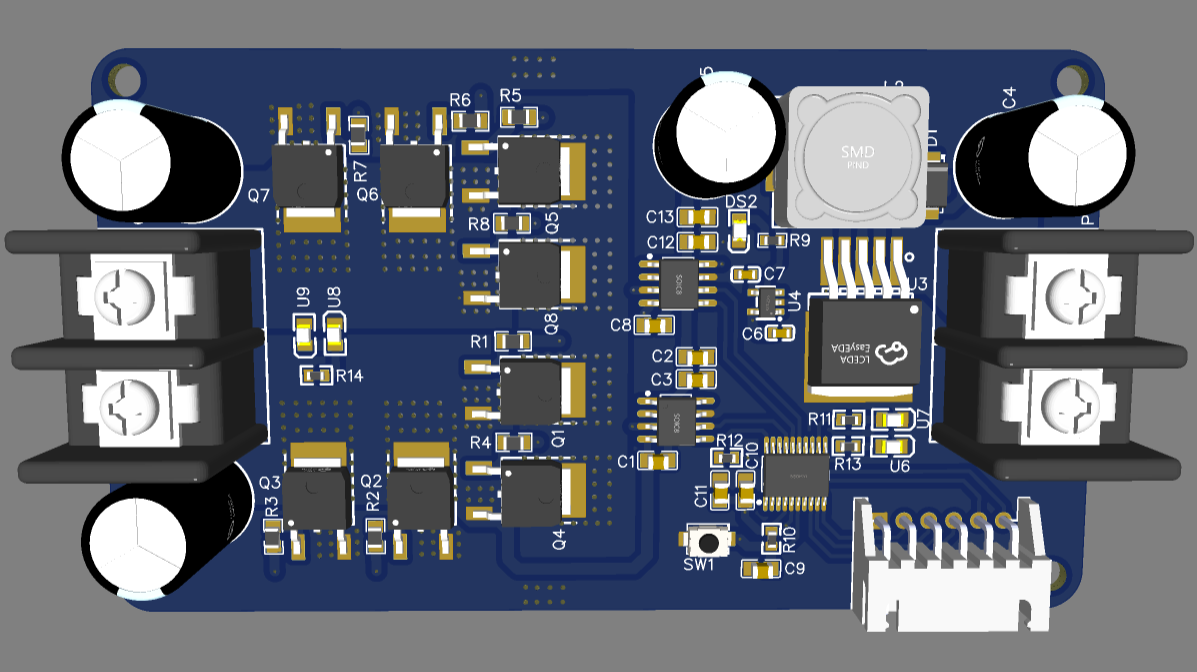 R6
R5
5
C4
SMD
PIND
D1
R7
Q7
Q6
Q5
DS2
C13
R8
C12
R9
C7
U3
U9
U8
SOIC8
U4
Q8
C8
C6
LCEDA
EasyEDA
R1
C2
R14
C3
SOIC8
R11
U7
Q1
R4
R12
C10
C1
R13
U6
Q3
Q2
R3
R2
C11
Q4
SW1
R10
C9
P